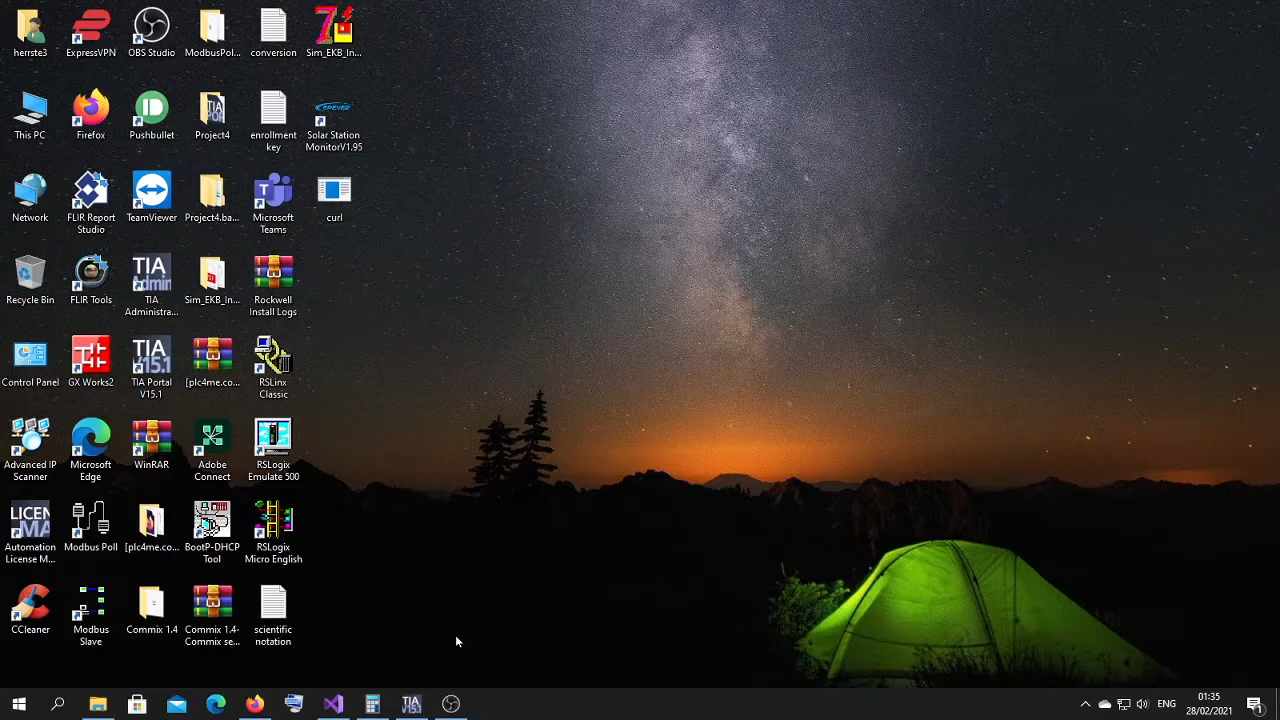 herrste3
ExpressVPN
OBS Studio
ModbusPol...
conversion
Sim_EKB_In...
This PC
Firefox
Pushbullet
Project4
enrollment
key
Solar Station
MonitorV1.95
Network
FLIR Report
Studio
TeamViewer
Project4.ba...
Microsoft
Teams
curl
Recycle Bin
FLIR Tools
TIA
Administra...
Sim_EKB_In...
Rockwell
Install Logs
Control Panel
GX Works2
TIA Portal
V15.1
[plc4me.co...
RSLinx
Classic
Advanced IP
Scanner
Microsoft
Edge
WinRAR
Adobe
Connect
RSLogix
Emulate 500
Automation
License M...
Modbus Poll
[plc4me.co...
BootP-DHCP
Tool
RSLogix
Micro English
CCleaner
Modbus
Slave
Commix 1.4
Commix 1.4-
Commix se...
scientific
notation
ENG
01:35
28/02/2021